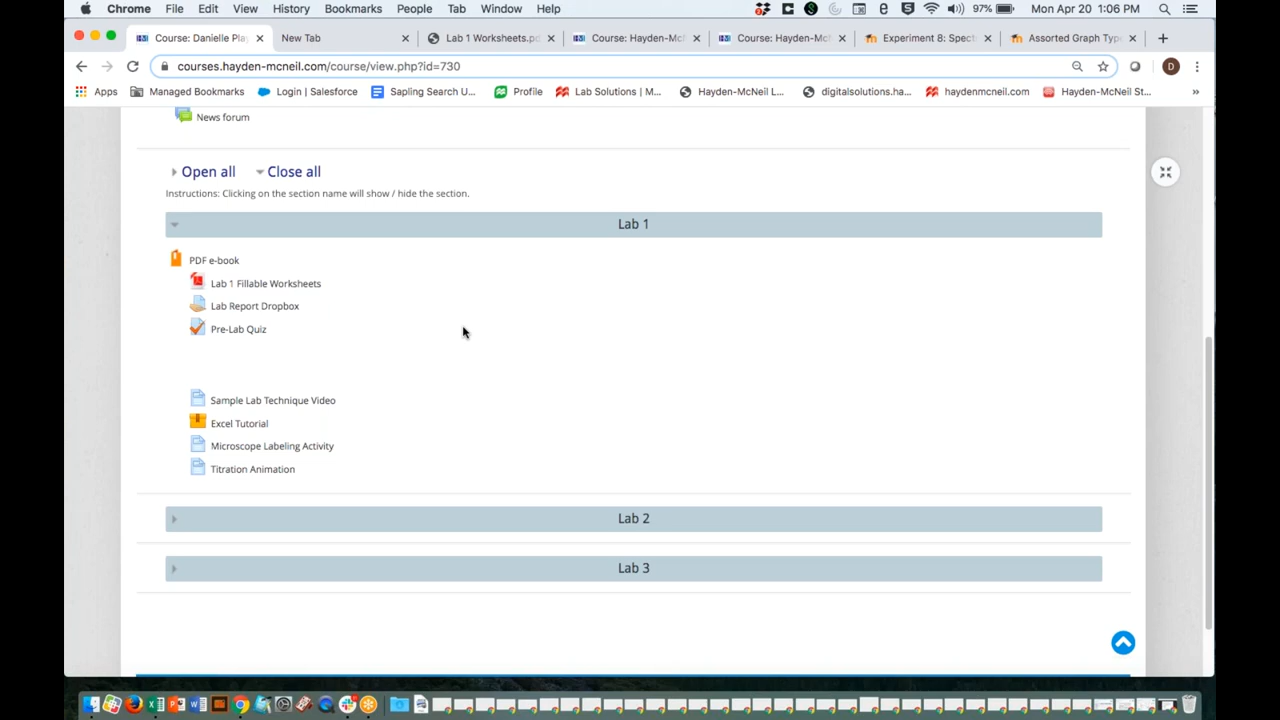 Chrome File Edit View History Bookmarks People Tab Window Help 97% Mon Apr 20 1:06 PM
Course: Danielle Pla New Tab Lab 1 Worksheets.pd Course: Hayden-Mc Course: Hayden-Mc Experiment 8: Spect Assorted Graph Type
courses.hayden-mcneil.com/course/view.php?id=730 D
Apps Managed Bookmarks Login | Salesforce Sapling Search U... Profile Lab Solutions | M... Hayden-McNeil L... digitalsolutions.ha... haydenmcneil.com Hayden-McNeil St... »
News forum
Open all Close all
Instructions: Clicking on the section name will show / hide the section.
Lab 1
PDF e-book
Lab 1 Fillable Worksheets
Lab Report Dropbox
Pre-Lab Quiz
Sample Lab Technique Video
Excel Tutorial
Microscope Labeling Activity
Titration Animation
Lab 2
Lab 3